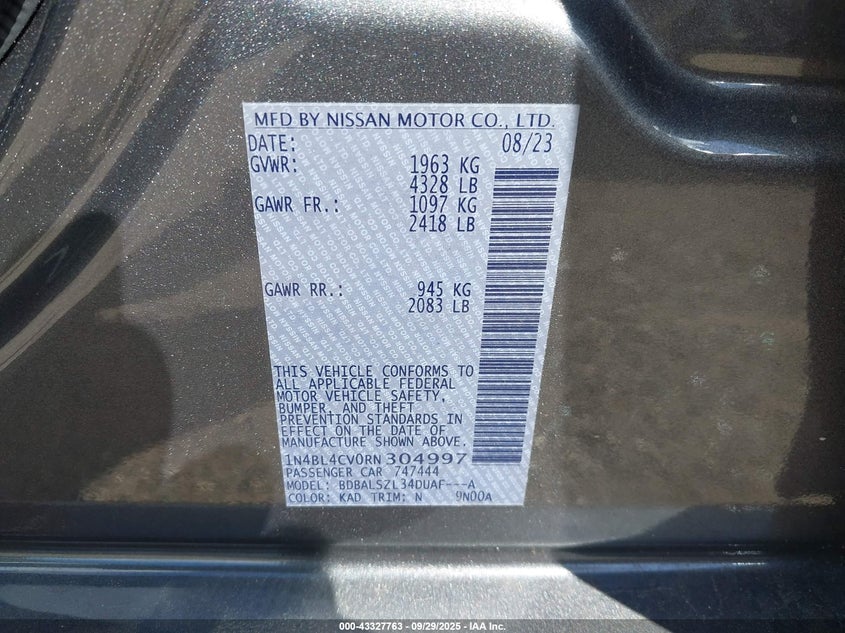 MFD BY NISSAN MOTOR CO., LTD.
DATE: 08/23
GVWR: 1963 KG
4328 LB
GAWR FR.: 1097 KG
2418 LB
GAWR RR.: 945 KG
2083 LB
THIS VEHICLE CONFORMS TO
ALL APPLICABLE FEDERAL
MOTOR VEHICLE SAFETY,
BUMPER, AND THEFT
PREVENTION STANDARDS IN
EFFECT ON THE DATE OF
MANUFACTURE SHOWN ABOVE.
1N4BL4CV0RN304997
PASSENGER CAR 747444
MODEL: BDBALSZL34DUAF---A
COLOR: KAD TRIM: N 9N00A
000-43327763 - 09/29/2025 - IAA Inc.